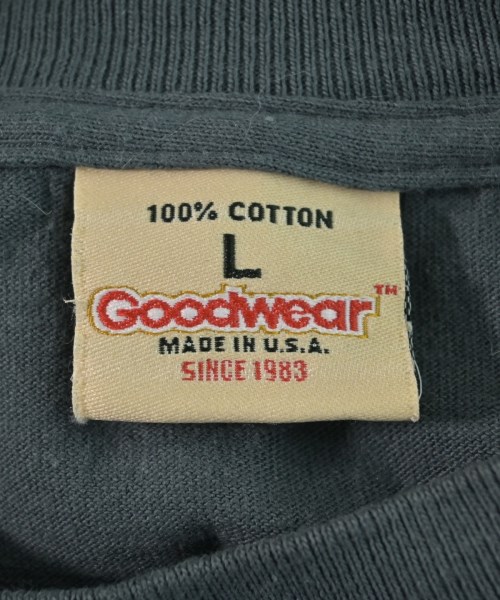 100% COTTON
L
Goodwear™
MADE IN U.S.A.
SINCE 1983